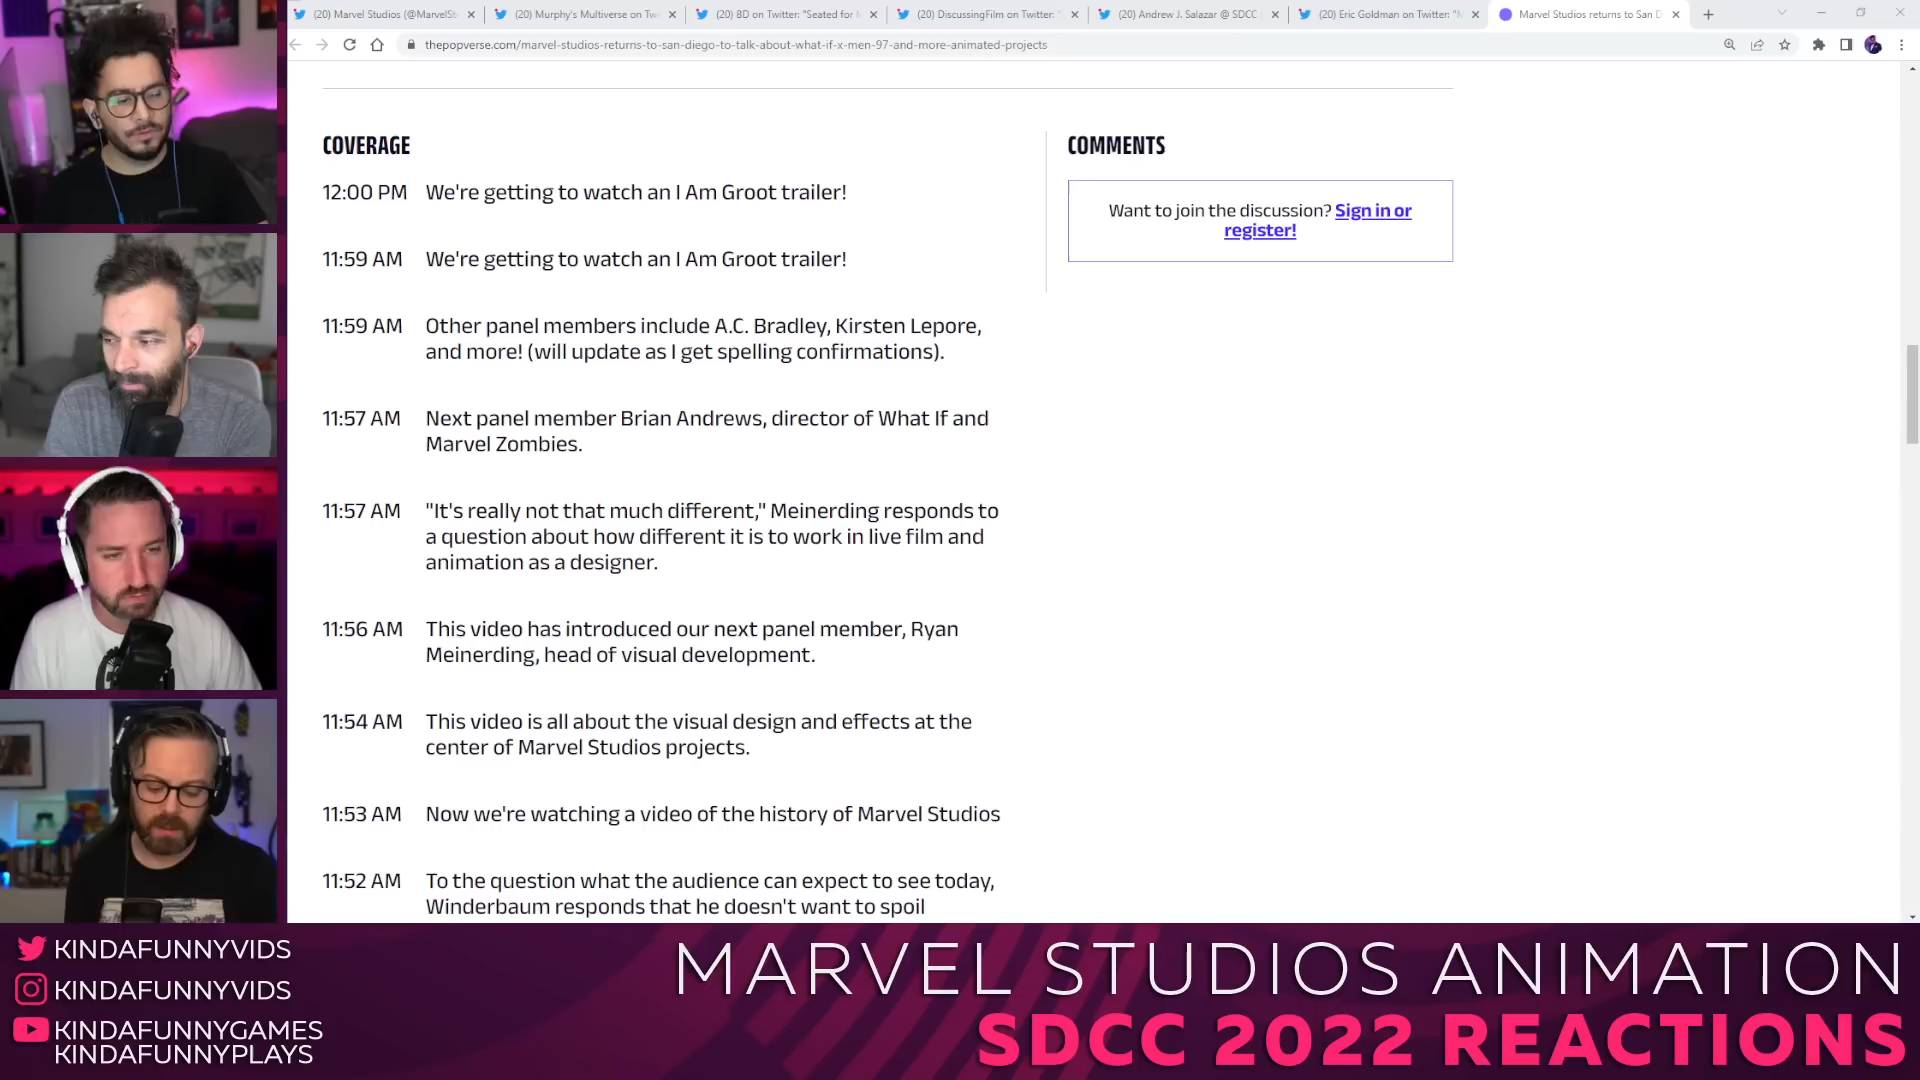 (20) Marvel Studios (@MarvelSt
(20) Murphy's Multiverse on Tw
(20) BD on Twitter: "Seated for
(20) DiscussingFilm on Twitter:
(20) Andrew J. Salazar @ SDCC
(20) Eric Goldman on Twitter:
Marvel Studios returns to San D
thepopverse.com/marvel-studios-returns-to-san-diego-to-talk-about-what-if-x-men-97-and-more-animated-projects
COVERAGE
12:00 PM We're getting to watch an I Am Groot trailer!
11:59 AM We're getting to watch an I Am Groot trailer!
11:59 AM Other panel members include A.C. Bradley, Kirsten Lepore,
and more! (will update as I get spelling confirmations).
11:57 AM Next panel member Brian Andrews, director of What If and
Marvel Zombies.
11:57 AM "It's really not that much different," Meinerding responds to
a question about how different it is to work in live film and
animation as a designer.
11:56 AM This video has introduced our next panel member, Ryan
Meinerding, head of visual development.
11:54 AM This video is all about the visual design and effects at the
center of Marvel Studios projects.
11:53 AM Now we're watching a video of the history of Marvel Studios
11:52 AM To the question what the audience can expect to see today,
Winderbaum responds that he doesn't want to spoil
COMMENTS
Want to join the discussion? Sign in or
register!
KINDAFUNNYVIDS
KINDAFUNNYVIDS
KINDAFUNNYGAMES
KINDAFUNNYPLAYS
MARVEL STUDIOS ANIMATION
SDCC 2022 REACTIONS